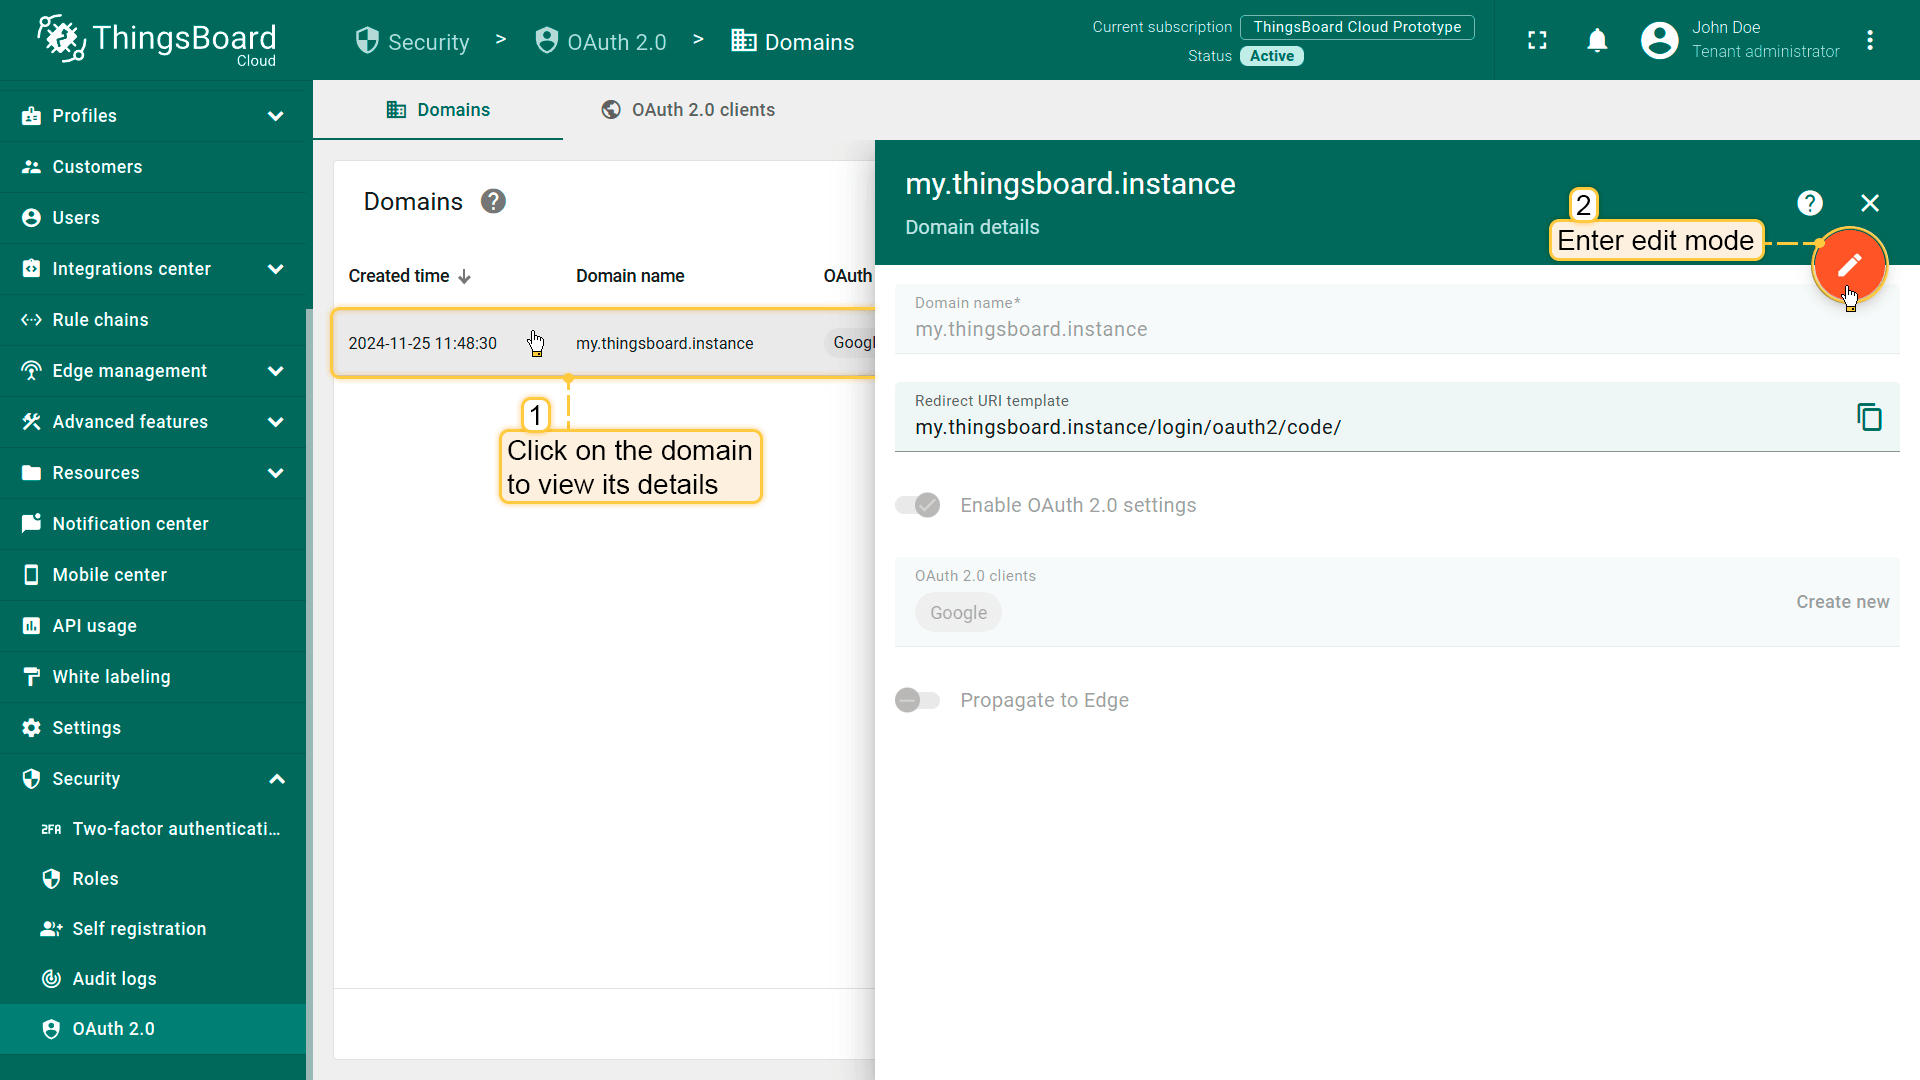 ThingsBoard
Cloud
Security > OAuth 2.0 > Domains
Current subscription ThingsBoard Cloud Prototype
Status Active
John Doe
Tenant administrator
Profiles
Customers
Users
Integrations center
Rule chains
Edge management
Advanced features
Resources
Notification center
Mobile center
API usage
White labeling
Settings
Security
2FA Two-factor authenticati...
Roles
Self registration
Audit logs
OAuth 2.0
Domains
OAuth 2.0 clients
Domains ?
Created time Domain name OAuth
2024-11-25 11:48:30 my.thingsboard.instance Googl
1
Click on the domain
to view its details
my.thingsboard.instance
Domain details
?
2
Enter edit mode
Domain name*
my.thingsboard.instance
Redirect URI template
my.thingsboard.instance/login/oauth2/code/
Enable OAuth 2.0 settings
OAuth 2.0 clients
Google
Create new
Propagate to Edge